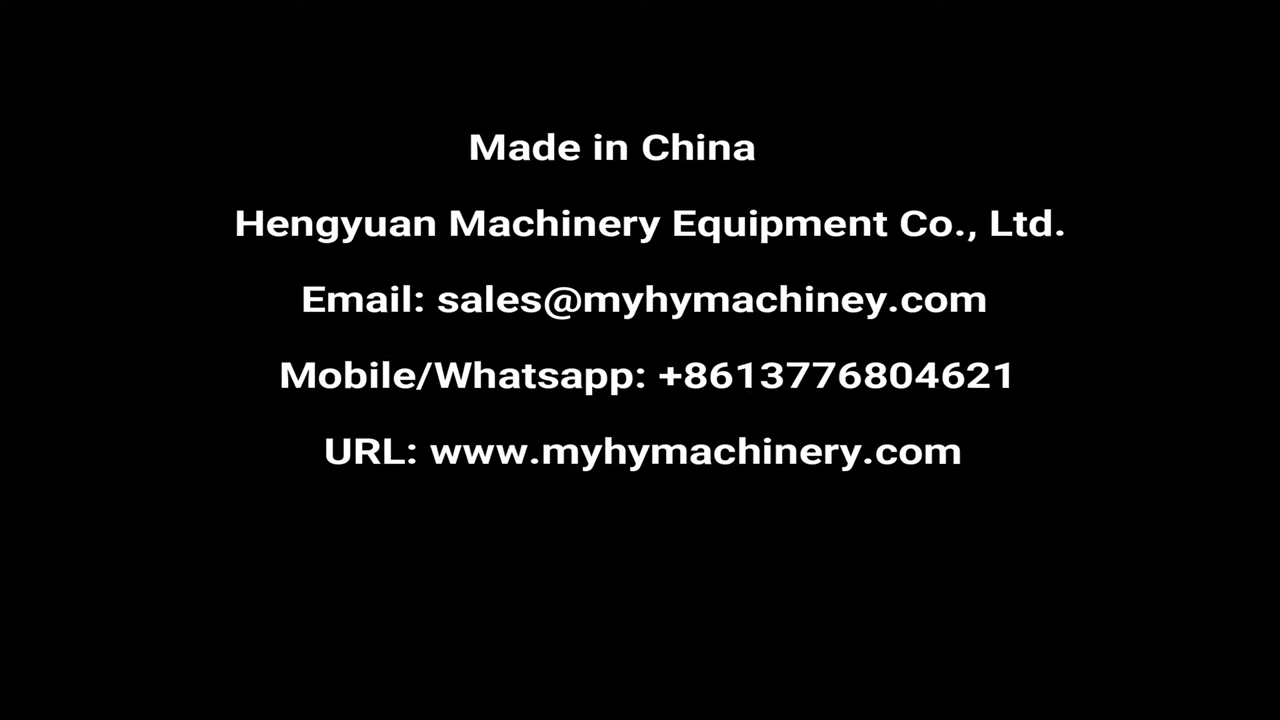 Made in China
Hengyuan Machinery Equipment Co., Ltd.
Email: sales@myhymachiney.com
Mobile/Whatsapp: +8613776804621
URL: www.myhymachinery.com